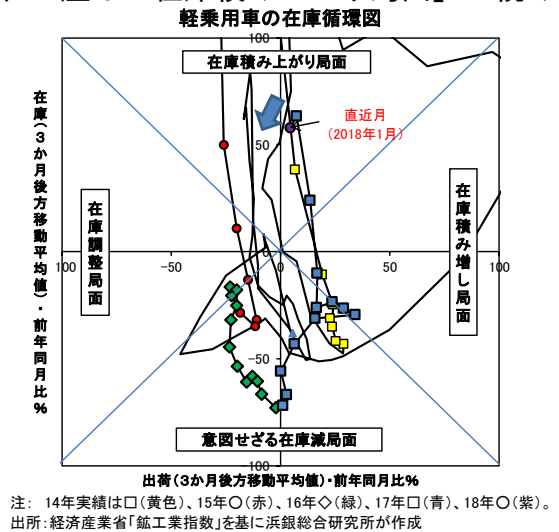 軽乗用車の在庫循環図
100
在庫積み上がり局面
直近月
(2018年1月)
50
在庫(3か月後方移動平均値)・前年同月比%
在庫調整局面
在庫積み増し局面
0
100
-50
0
50
100
-50
意図せざる在庫減局面
-100
出荷(3か月後方移動平均値)・前年同月比%
注: 14年実績は□(黄色)、15年○(赤)、16年◇(緑)、17年□(青)、18年○(紫)。
出所:経済産業省「鉱工業指数」を基に浜銀総合研究所が作成